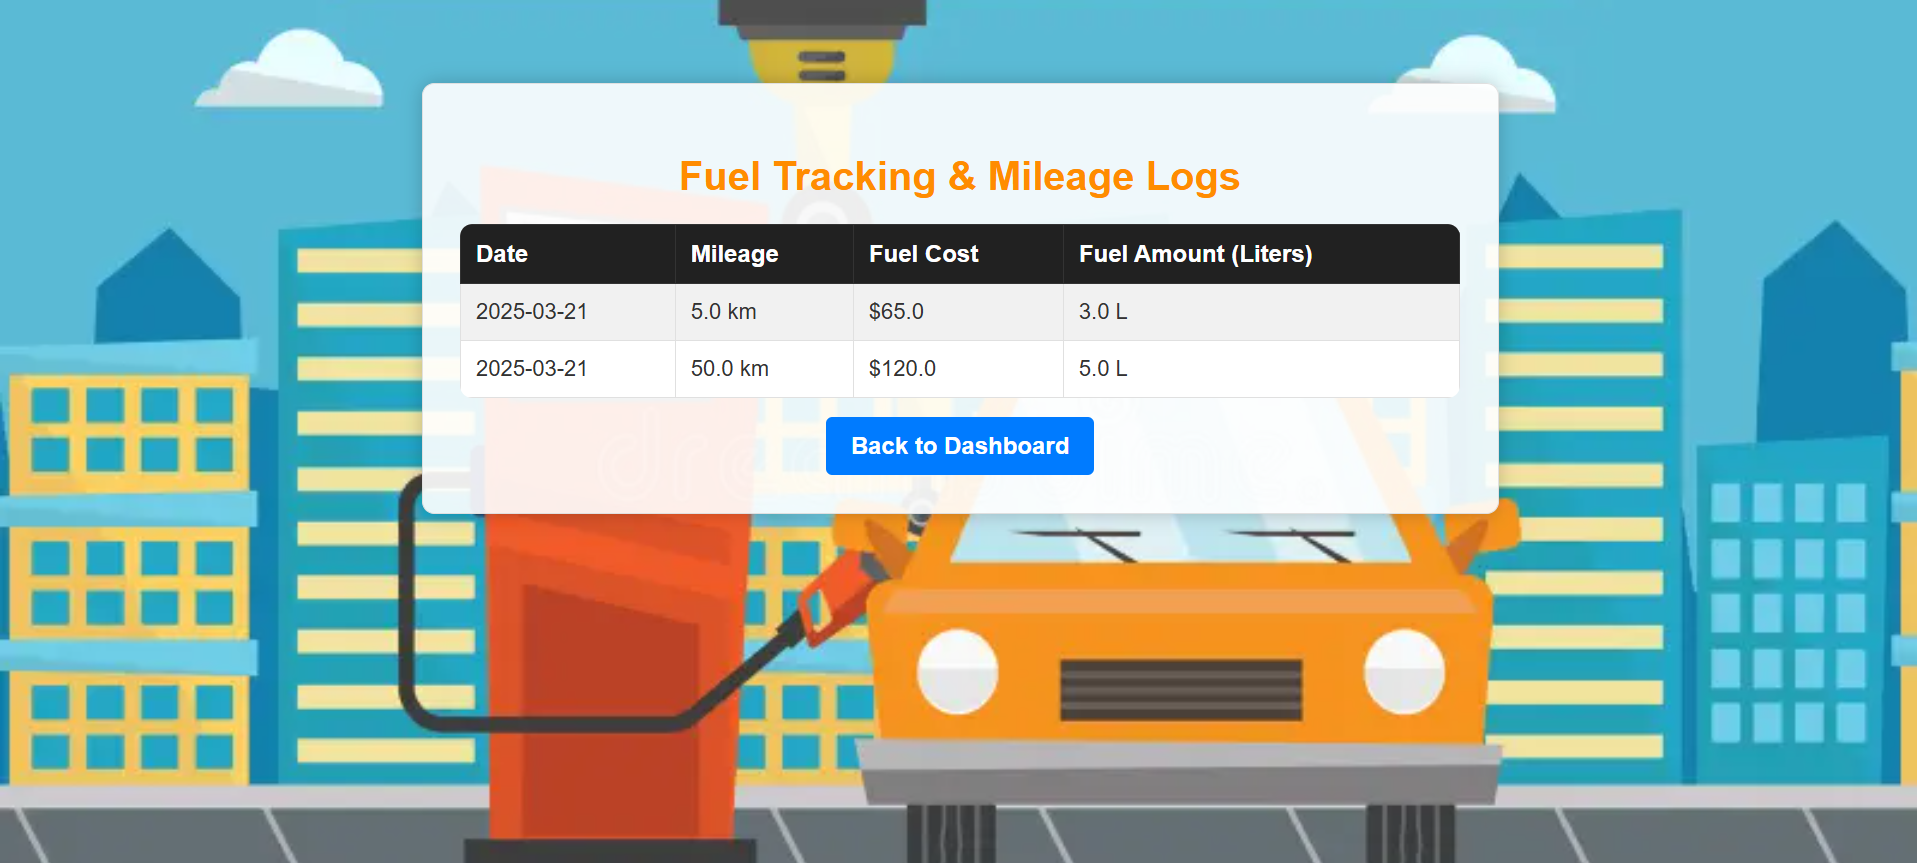 Fuel Tracking & Mileage Logs
Date Mileage Fuel Cost Fuel Amount (Liters)
2025-03-21 5.0 km $65.0 3.0 L
2025-03-21 50.0 km $120.0 5.0 L
Back to Dashboard